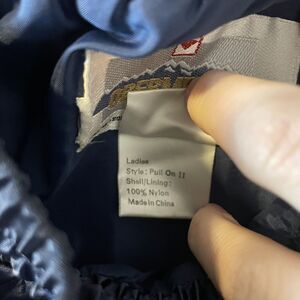 Ladies
Style: Pull On II
Shell/Lining:
100% Nylon
Made in China